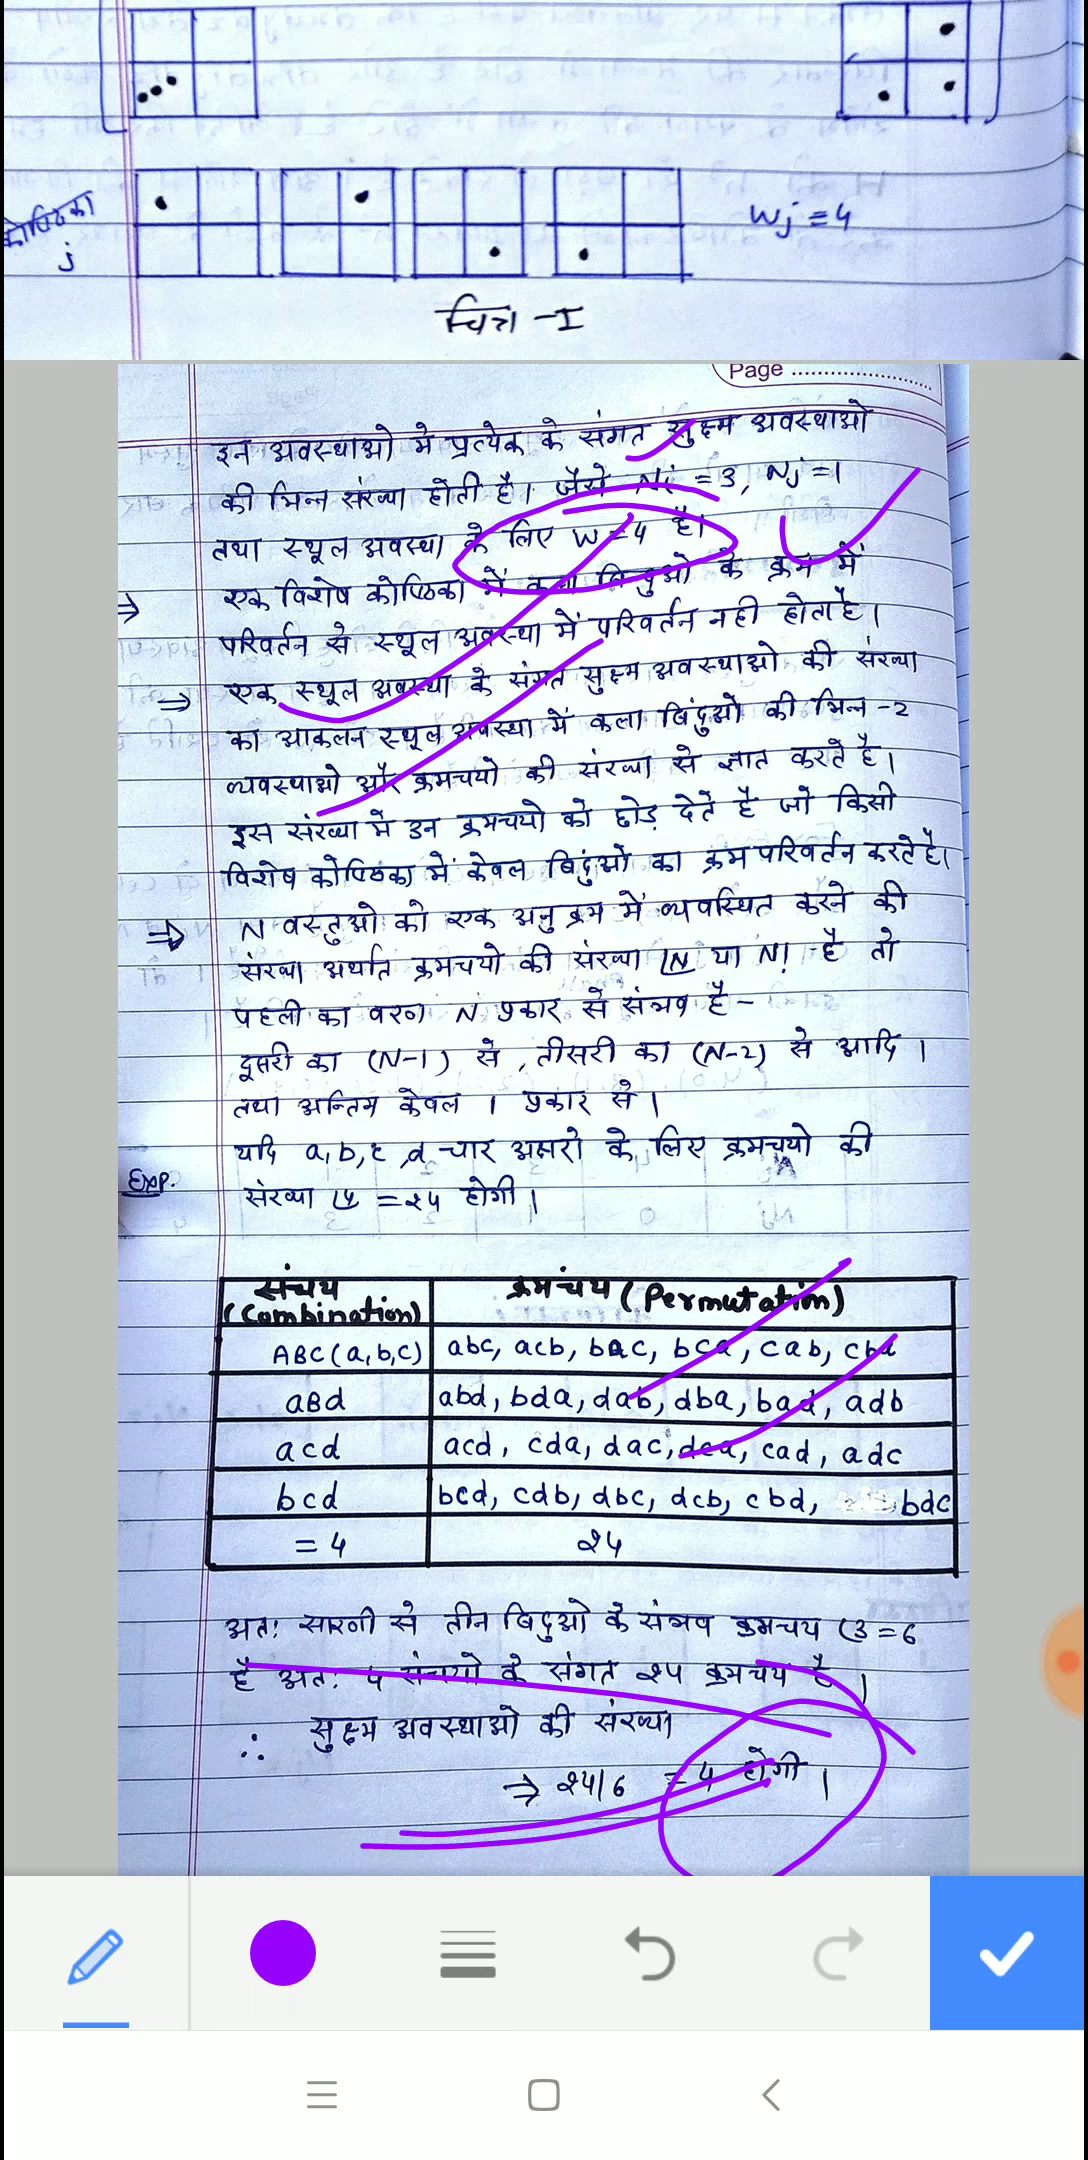 कोष्ठिका
j
Wj = 4
चित्र - I
Page ..............................
इन अवस्थाओ मे प्रत्येक के संगत सुक्ष्म अवस्थाओ
की भिन्न संख्या होती है। जैसे Ni = 3, Nj = 1
तथा स्थूल अवस्था के लिए W = 4 है।
⇒ एक विशेष कोष्ठिका में कला बिंदुओ के क्रम में
परिवर्तन से स्थूल अवस्था में परिवर्तन नही होता है।
⇒ एक स्थूल अवस्था के संगत सुक्ष्म अवस्थाओ की संख्या
का आकलन स्थूल अवस्था में कला बिंदुओ की भिन्न -2
व्यवस्थाओ और क्रमचयो की संख्या से ज्ञात करते है।
इस संख्या में उन क्रमचयो को छोड़ देते है जो किसी
विशेष कोष्ठिका में केवल बिंदुओ का क्रम परिवर्तन करते है।
⇒ N वस्तुओ को एक अनुक्रम में व्यवस्थित करने की
संख्या अर्थात क्रमचयो की संख्या |N या N! है तो
पहली का वरण N प्रकार से संभव है -
दूसरी का (N-1) से, तीसरी का (N-2) से आदि ।
तथा अन्तिम केवल 1 प्रकार से ।
यदि a, b, c, d चार अक्षरो के लिए क्रमचयो की
Exp. संख्या |4 = 24 होगी ।
संचय क्रमंचय ( Permutation)
(Combination)
ABC (a,b,c) abc, acb, bac, bca, cab, cba
aBd abd, bda, dab, dba, bad, adb
acd acd, cda, dac, dca, cad, adc
bcd bcd, cdb, dbc, dcb, cbd, bdc
= 4 24
अतः सारणी से तीन बिंदुओ के संभव क्रमचय |3 = 6
है अतः 4 संचयो के संगत 24 क्रमचय है ।
∴ सुक्ष्म अवस्थाओ की संख्या
⇒ 24/6 = 4 होगी ।